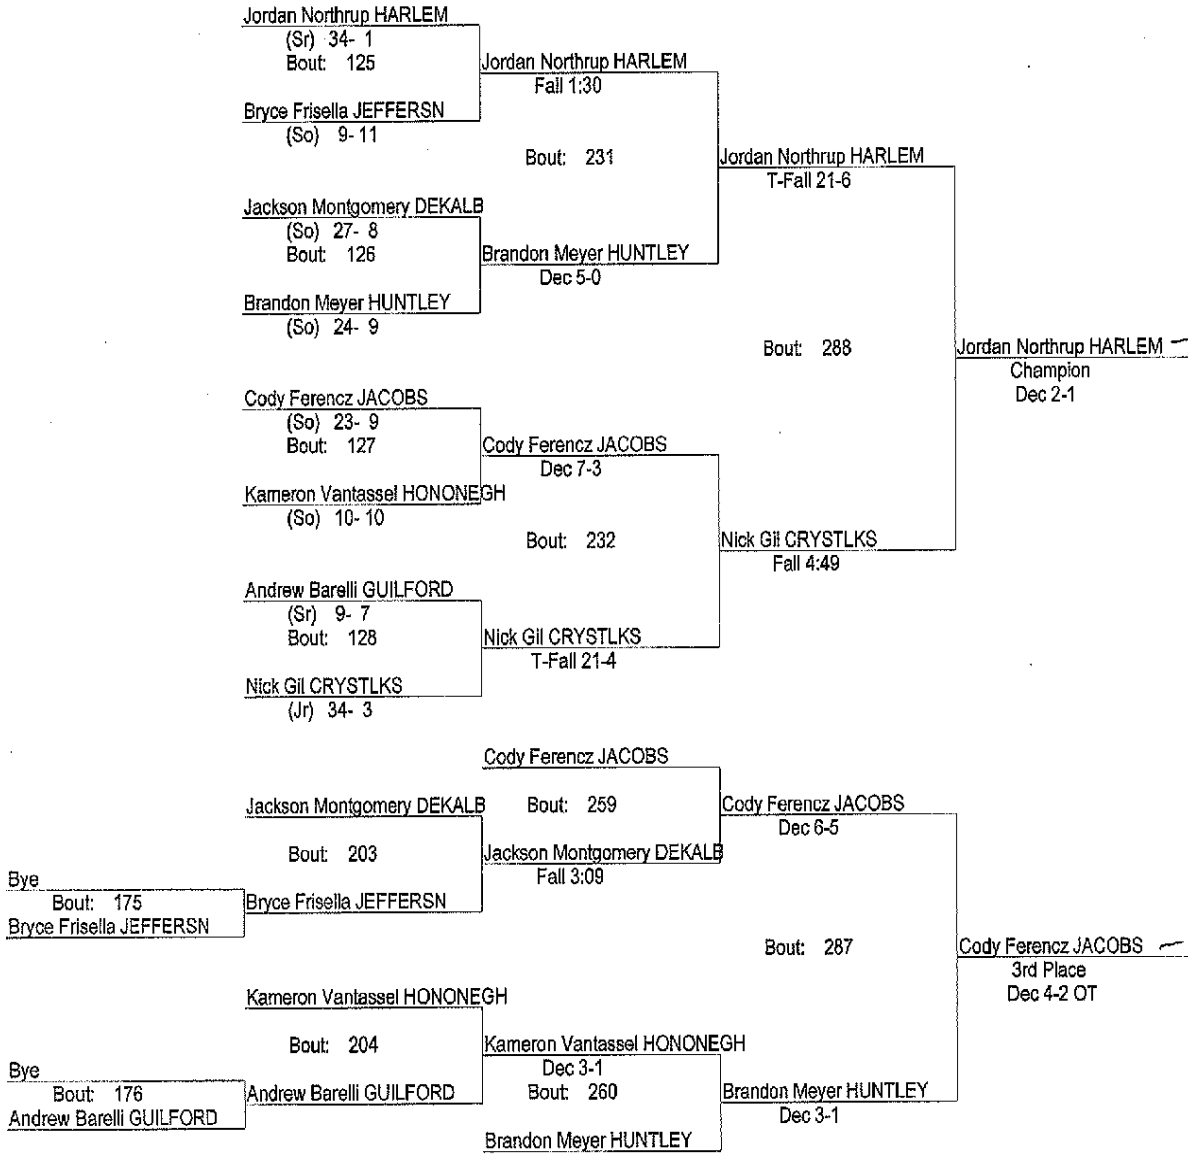 Jordan Northrup HARLEM
(Sr) 34- 1
Bout: 125
Jordan Northrup HARLEM
Fall 1:30
Bryce Frisella JEFFERSN
(So) 9- 11
Bout: 231
Jordan Northrup HARLEM
T-Fall 21-6
Jackson Montgomery DEKALB
(So) 27- 8
Bout: 126
Brandon Meyer HUNTLEY
Dec 5-0
Brandon Meyer HUNTLEY
(So) 24- 9
Bout: 288
Jordan Northrup HARLEM
Champion
Dec 2-1
Cody Ferencz JACOBS
(So) 23- 9
Bout: 127
Cody Ferencz JACOBS
Dec 7-3
Kameron Vantassel HONONEGH
(So) 10- 10
Bout: 232
Nick Gil CRYSTLKS
Fall 4:49
Andrew Barelli GUILFORD
(Sr) 9- 7
Bout: 128
Nick Gil CRYSTLKS
T-Fall 21-4
Nick Gil CRYSTLKS
(Jr) 34- 3
Cody Ferencz JACOBS
Jackson Montgomery DEKALB
Bout: 259
Cody Ferencz JACOBS
Dec 6-5
Bout: 203
Jackson Montgomery DEKALB
Fall 3:09
Bye
Bout: 175
Bryce Frisella JEFFERSN
Bryce Frisella JEFFERSN
Bout: 287
Cody Ferencz JACOBS
3rd Place
Dec 4-2 OT
Kameron Vantassel HONONEGH
Bout: 204
Kameron Vantassel HONONEGH
Dec 3-1
Bye
Bout: 176
Andrew Barelli GUILFORD
Andrew Barelli GUILFORD
Bout: 260
Brandon Meyer HUNTLEY
Dec 3-1
Brandon Meyer HUNTLEY